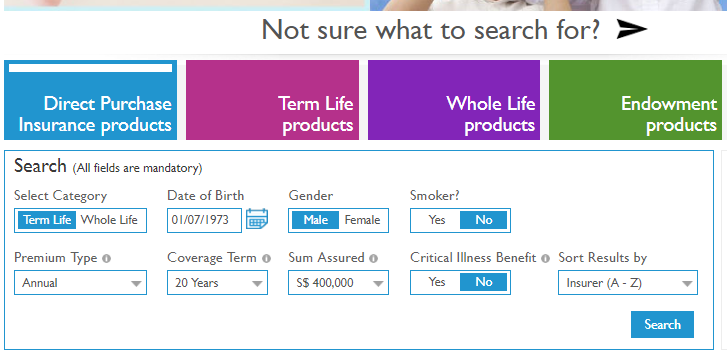 Not sure what to search for?
Direct Purchase
Insurance products
Term Life
products
Whole Life
products
Endowment
products
Search (All fields are mandatory)
Select Category Date of Birth Gender Smoker?
Term Life Whole Life 01/07/1973 Male Female Yes No
Premium Type Coverage Term Sum Assured Critical Illness Benefit Sort Results by
Annual 20 Years S$ 400,000 Yes No Insurer (A - Z)
Search